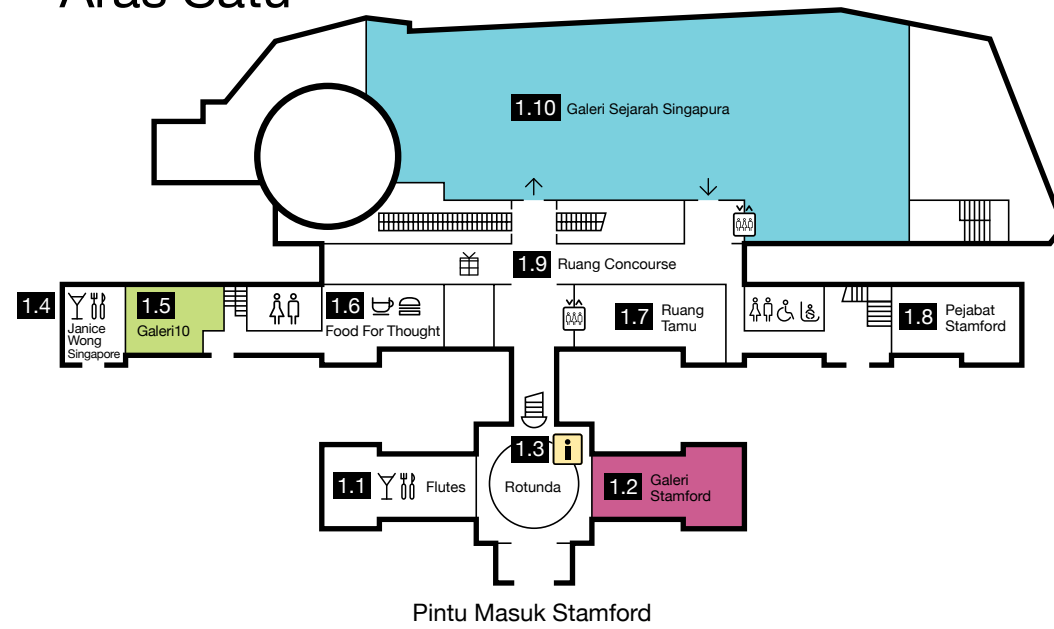 Aras Satu
1.10 Galeri Sejarah Singapura
1.9 Ruang Concourse
1.4
Janice
Wong
Singapore
1.5
Galeri10
1.6
Food For Thought
1.7 Ruang
Tamu
1.8 Pejabat
Stamford
1.3 i
1.1 Flutes
Rotunda
1.2 Galeri
Stamford
Pintu Masuk Stamford